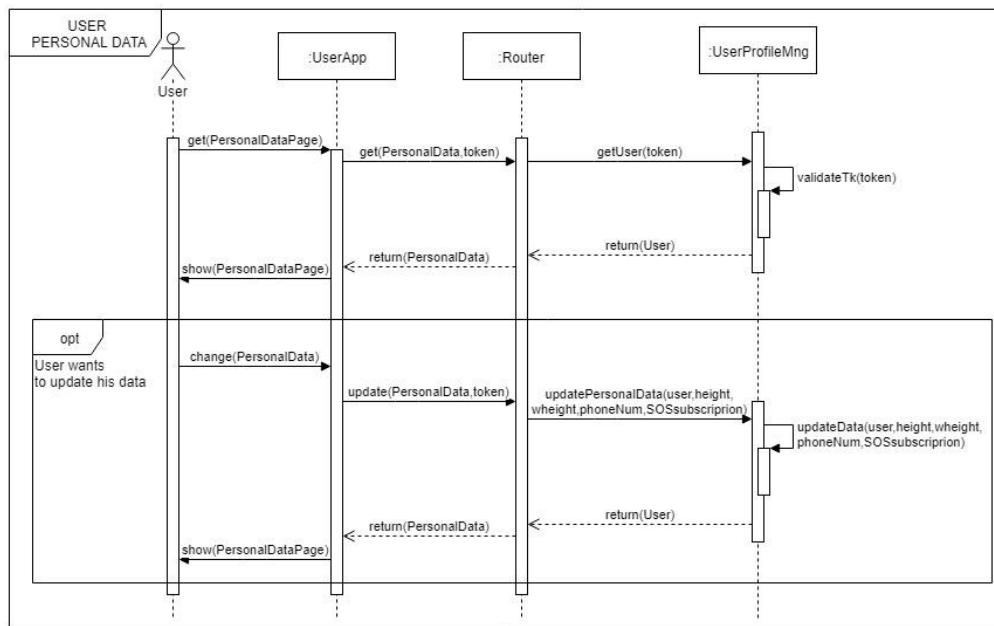 USER
PERSONAL DATA
User
:UserApp
:Router
:UserProfileMng
get(PersonalDataPage)
get(PersonalData,token)
getUser(token)
validateTk(token)
return(User)
return(PersonalData)
show(PersonalDataPage)
opt
User wants
to update his data
change(PersonalData)
update(PersonalData,token)
updatePersonalData(user,height,
wheight,phoneNum,SOSsubscriprion)
updateData(user,height,wheight,
phoneNum,SOSsubscriprion)
return(User)
return(PersonalData)
show(PersonalDataPage)